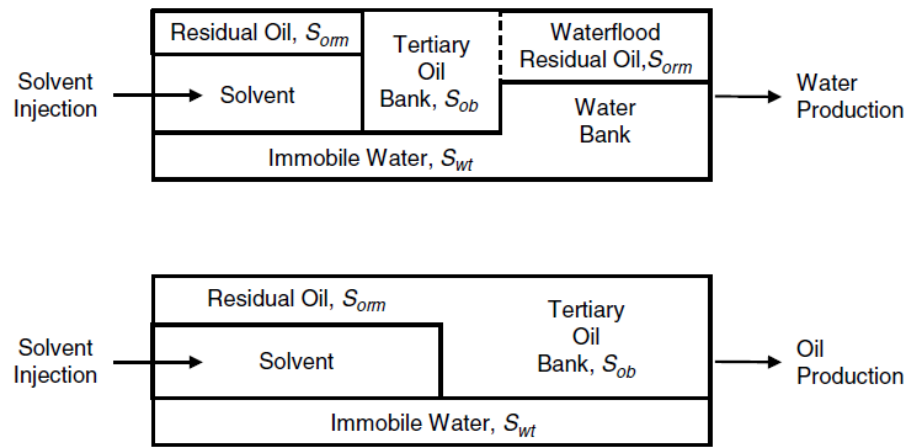 Residual Oil, Sorm
Tertiary
Oil
Bank, Sob
Waterflood
Residual Oil,Sorm
Solvent
Injection
Solvent
Water
Bank
Water
Production
Immobile Water, Swt
Residual Oil, Sorm
Tertiary
Oil
Bank, Sob
Solvent
Injection
Solvent
Oil
Production
Immobile Water, Swt